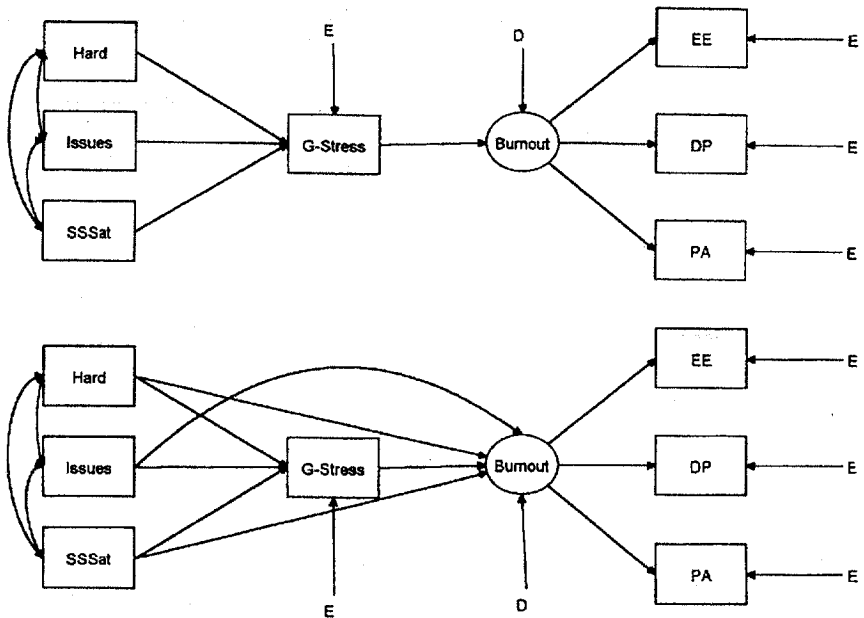 E
D
Hard
EE
E
Issues
G-Stress
Burnout
DP
E
SSSat
PA
E
Hard
EE
E
Issues
G-Stress
Burnout
DP
E
SSSat
PA
E
E
D